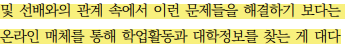 및 선배와의 관계 속에서 이런 문제들을 해결하기 보다는
온라인 매체를 통해 학업활동과 대학정보를 찾는 게 대다